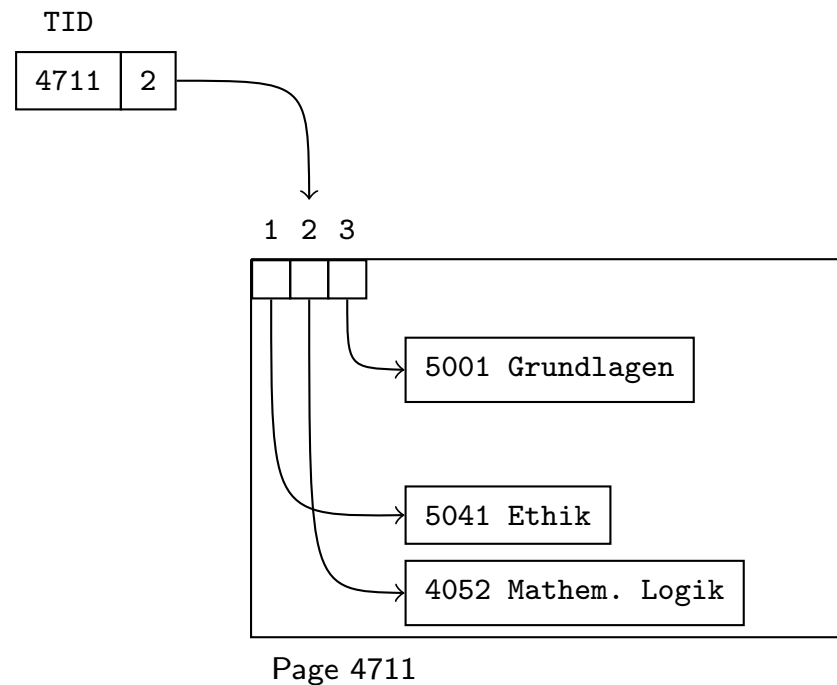 TID
4711 2
1 2 3
5001 Grundlagen
5041 Ethik
4052 Mathem. Logik
Page 4711